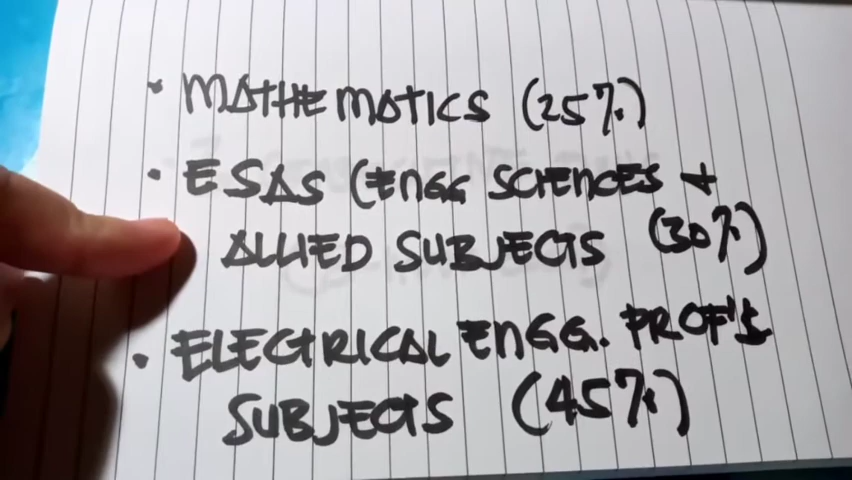 • MATHEMATICS (25%)
• ESAS (ENGG SCIENCES +
ALLIED SUBJECTS (30%)
• ELECTRICAL ENGG. PROF'L
SUBJECTS (45%)